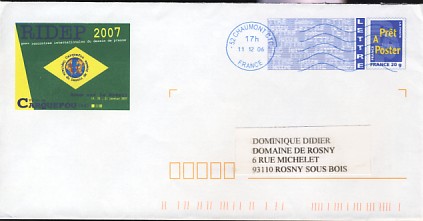 RIDEP 2007
52 CHAUMONT
17h
11 12 06
FRANCE
LETTRE
Prêt
A
Poster
FRANCE 20 g
DOMINIQUE DIDIER
DOMAINE DE ROSNY
6 RUE MICHELET
93110 ROSNY SOUS BOIS